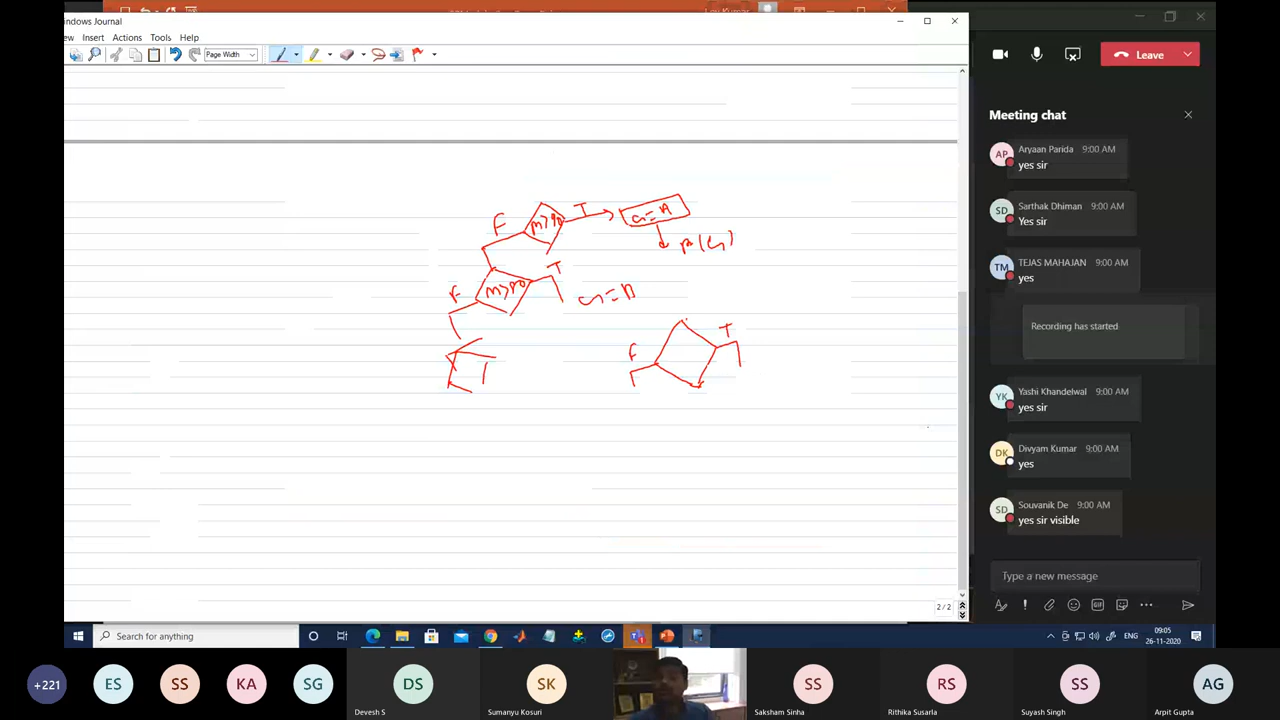 indows Journal
ew Insert Actions Tools Help
Page Width
F
m>90
T
G=A
F
T
T
F
2/2
Search for anything
ENG
09:05
26-11-2020
Leave
Meeting chat
AP
Aryaan Parida 9:00 AM
yes sir
SD
Sarthak Dhiman 9:00 AM
Yes sir
TM
TEJAS MAHAJAN 9:00 AM
yes
Recording has started
YK
Yashi Khandelwal 9:00 AM
yes sir
DK
Divyam Kumar 9:00 AM
yes
SD
Souvanik De 9:00 AM
yes sir visible
Type a new message
GIF
+221
ES
SS
KA
SG
DS
Devesh S
SK
Sumanyu Kosuri
SS
Saksham Sinha
RS
Rithika Susarla
SS
Suyash Singh
AG
Arpit Gupta